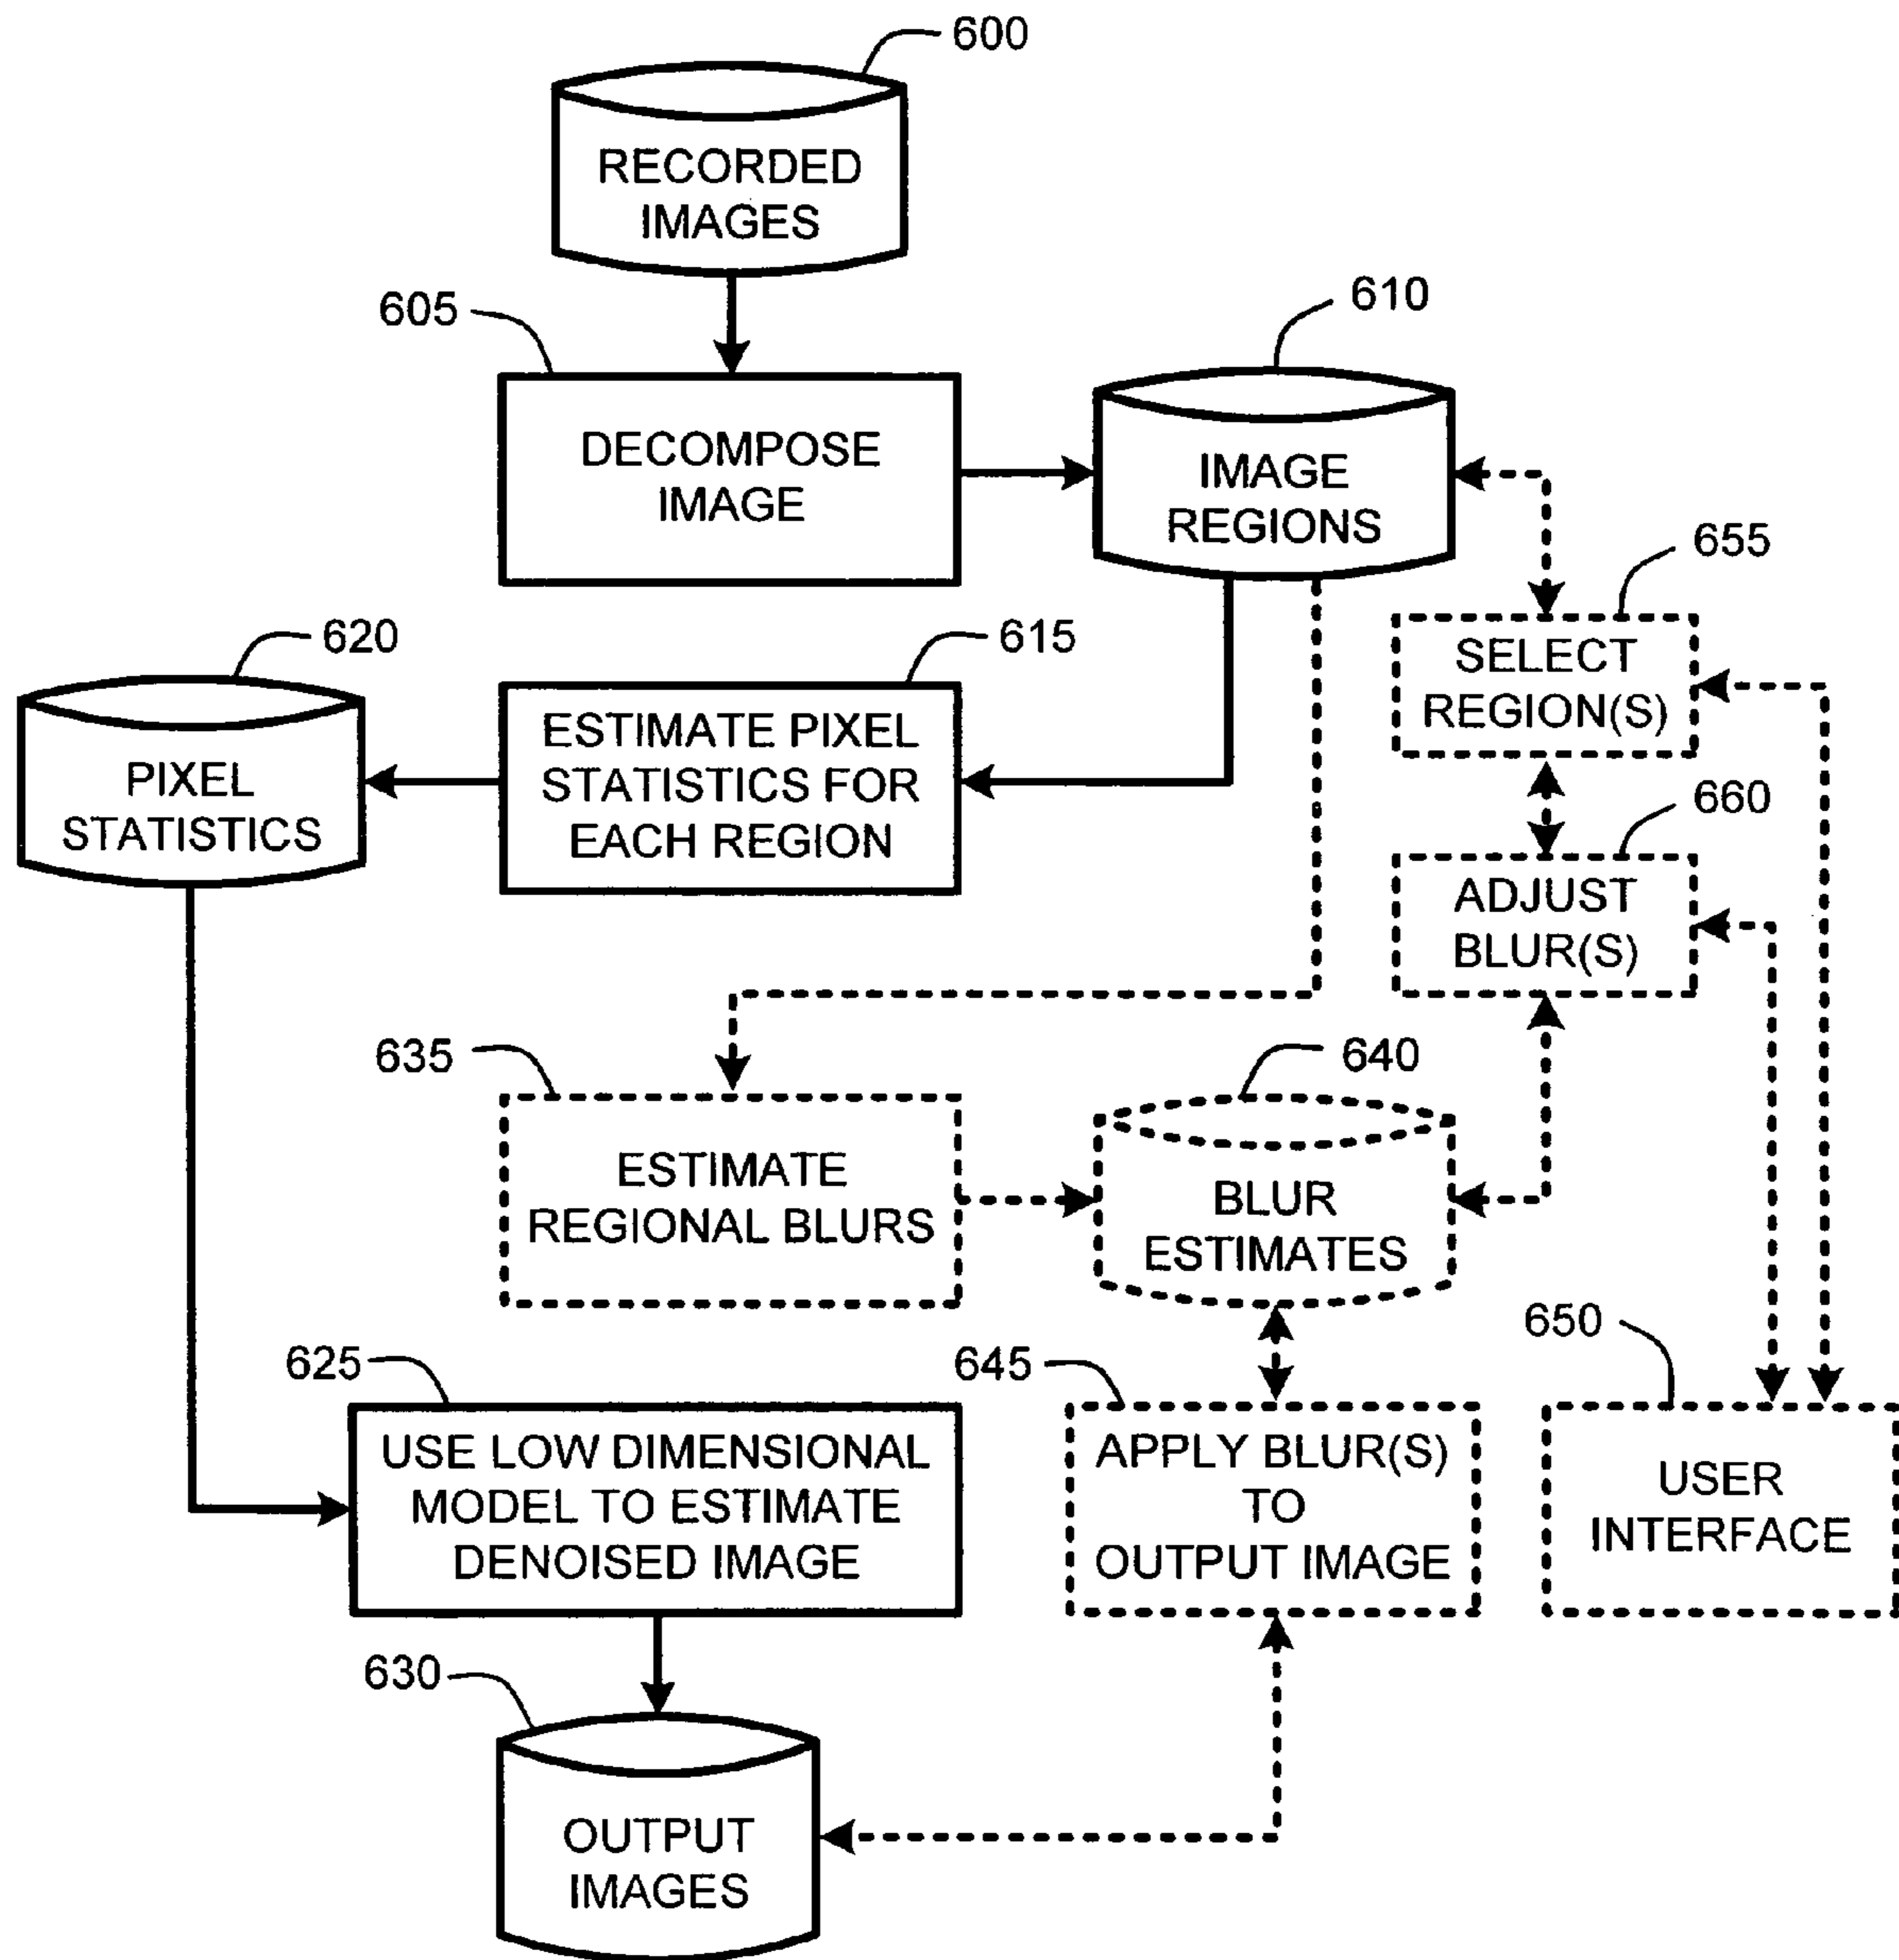 600
RECORDED
IMAGES
605
610
DECOMPOSE
IMAGE
IMAGE
REGIONS
655
620
615
SELECT
REGION(S)
PIXEL
STATISTICS
ESTIMATE PIXEL
STATISTICS FOR
EACH REGION
660
ADJUST
BLUR(S)
635
640
ESTIMATE
REGIONAL BLURS
BLUR
ESTIMATES
625
645
650
USE LOW DIMENSIONAL
MODEL TO ESTIMATE
DENOISED IMAGE
APPLY BLUR(S)
TO
OUTPUT IMAGE
USER
INTERFACE
630
OUTPUT
IMAGES